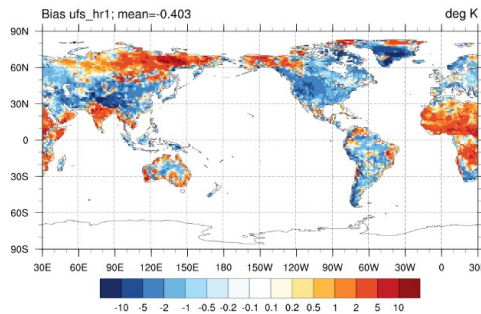 Bias ufs_hr1; mean=-0.403 deg K
90N
60N
30N
0
30S
60S
90S
30E 60E 90E 120E 150E 180 150W 120W 90W 60W 30W 0 30E
-10 -5 -2 -1 -0.5 -0.2 -0.1 0.1 0.2 0.5 1 2 5 10